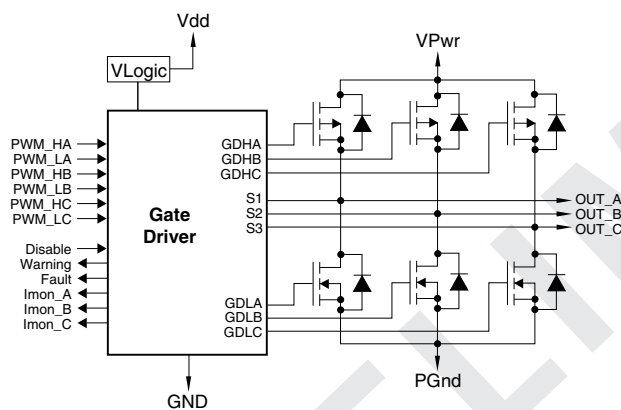 Vdd
VPwr
VLogic
PWM_HA
PWM_LA
PWM_HB
PWM_LB
PWM_HC
PWM_LC
Disable
Warning
Fault
Imon_A
Imon_B
Imon_C
Gate
Driver
GDHA
GDHB
GDHC
S1
S2
S3
GDLA
GDLB
GDLC
OUT_A
OUT_B
OUT_C
GND
PGnd